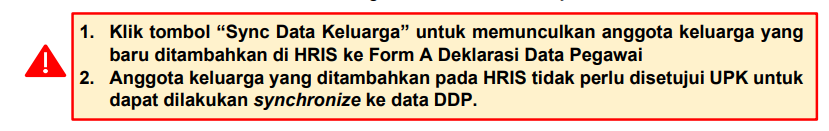 1. Klik tombol “Sync Data Keluarga” untuk memunculkan anggota keluarga yang
baru ditambahkan di HRIS ke Form A Deklarasi Data Pegawai
2. Anggota keluarga yang ditambahkan pada HRIS tidak perlu disetujui UPK untuk
dapat dilakukan synchronize ke data DDP.